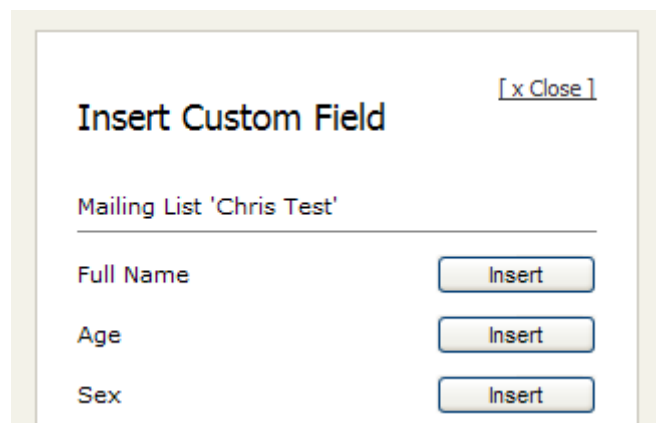 [ x Close ]
Insert Custom Field
Mailing List 'Chris Test'
Full Name Insert
Age Insert
Sex Insert